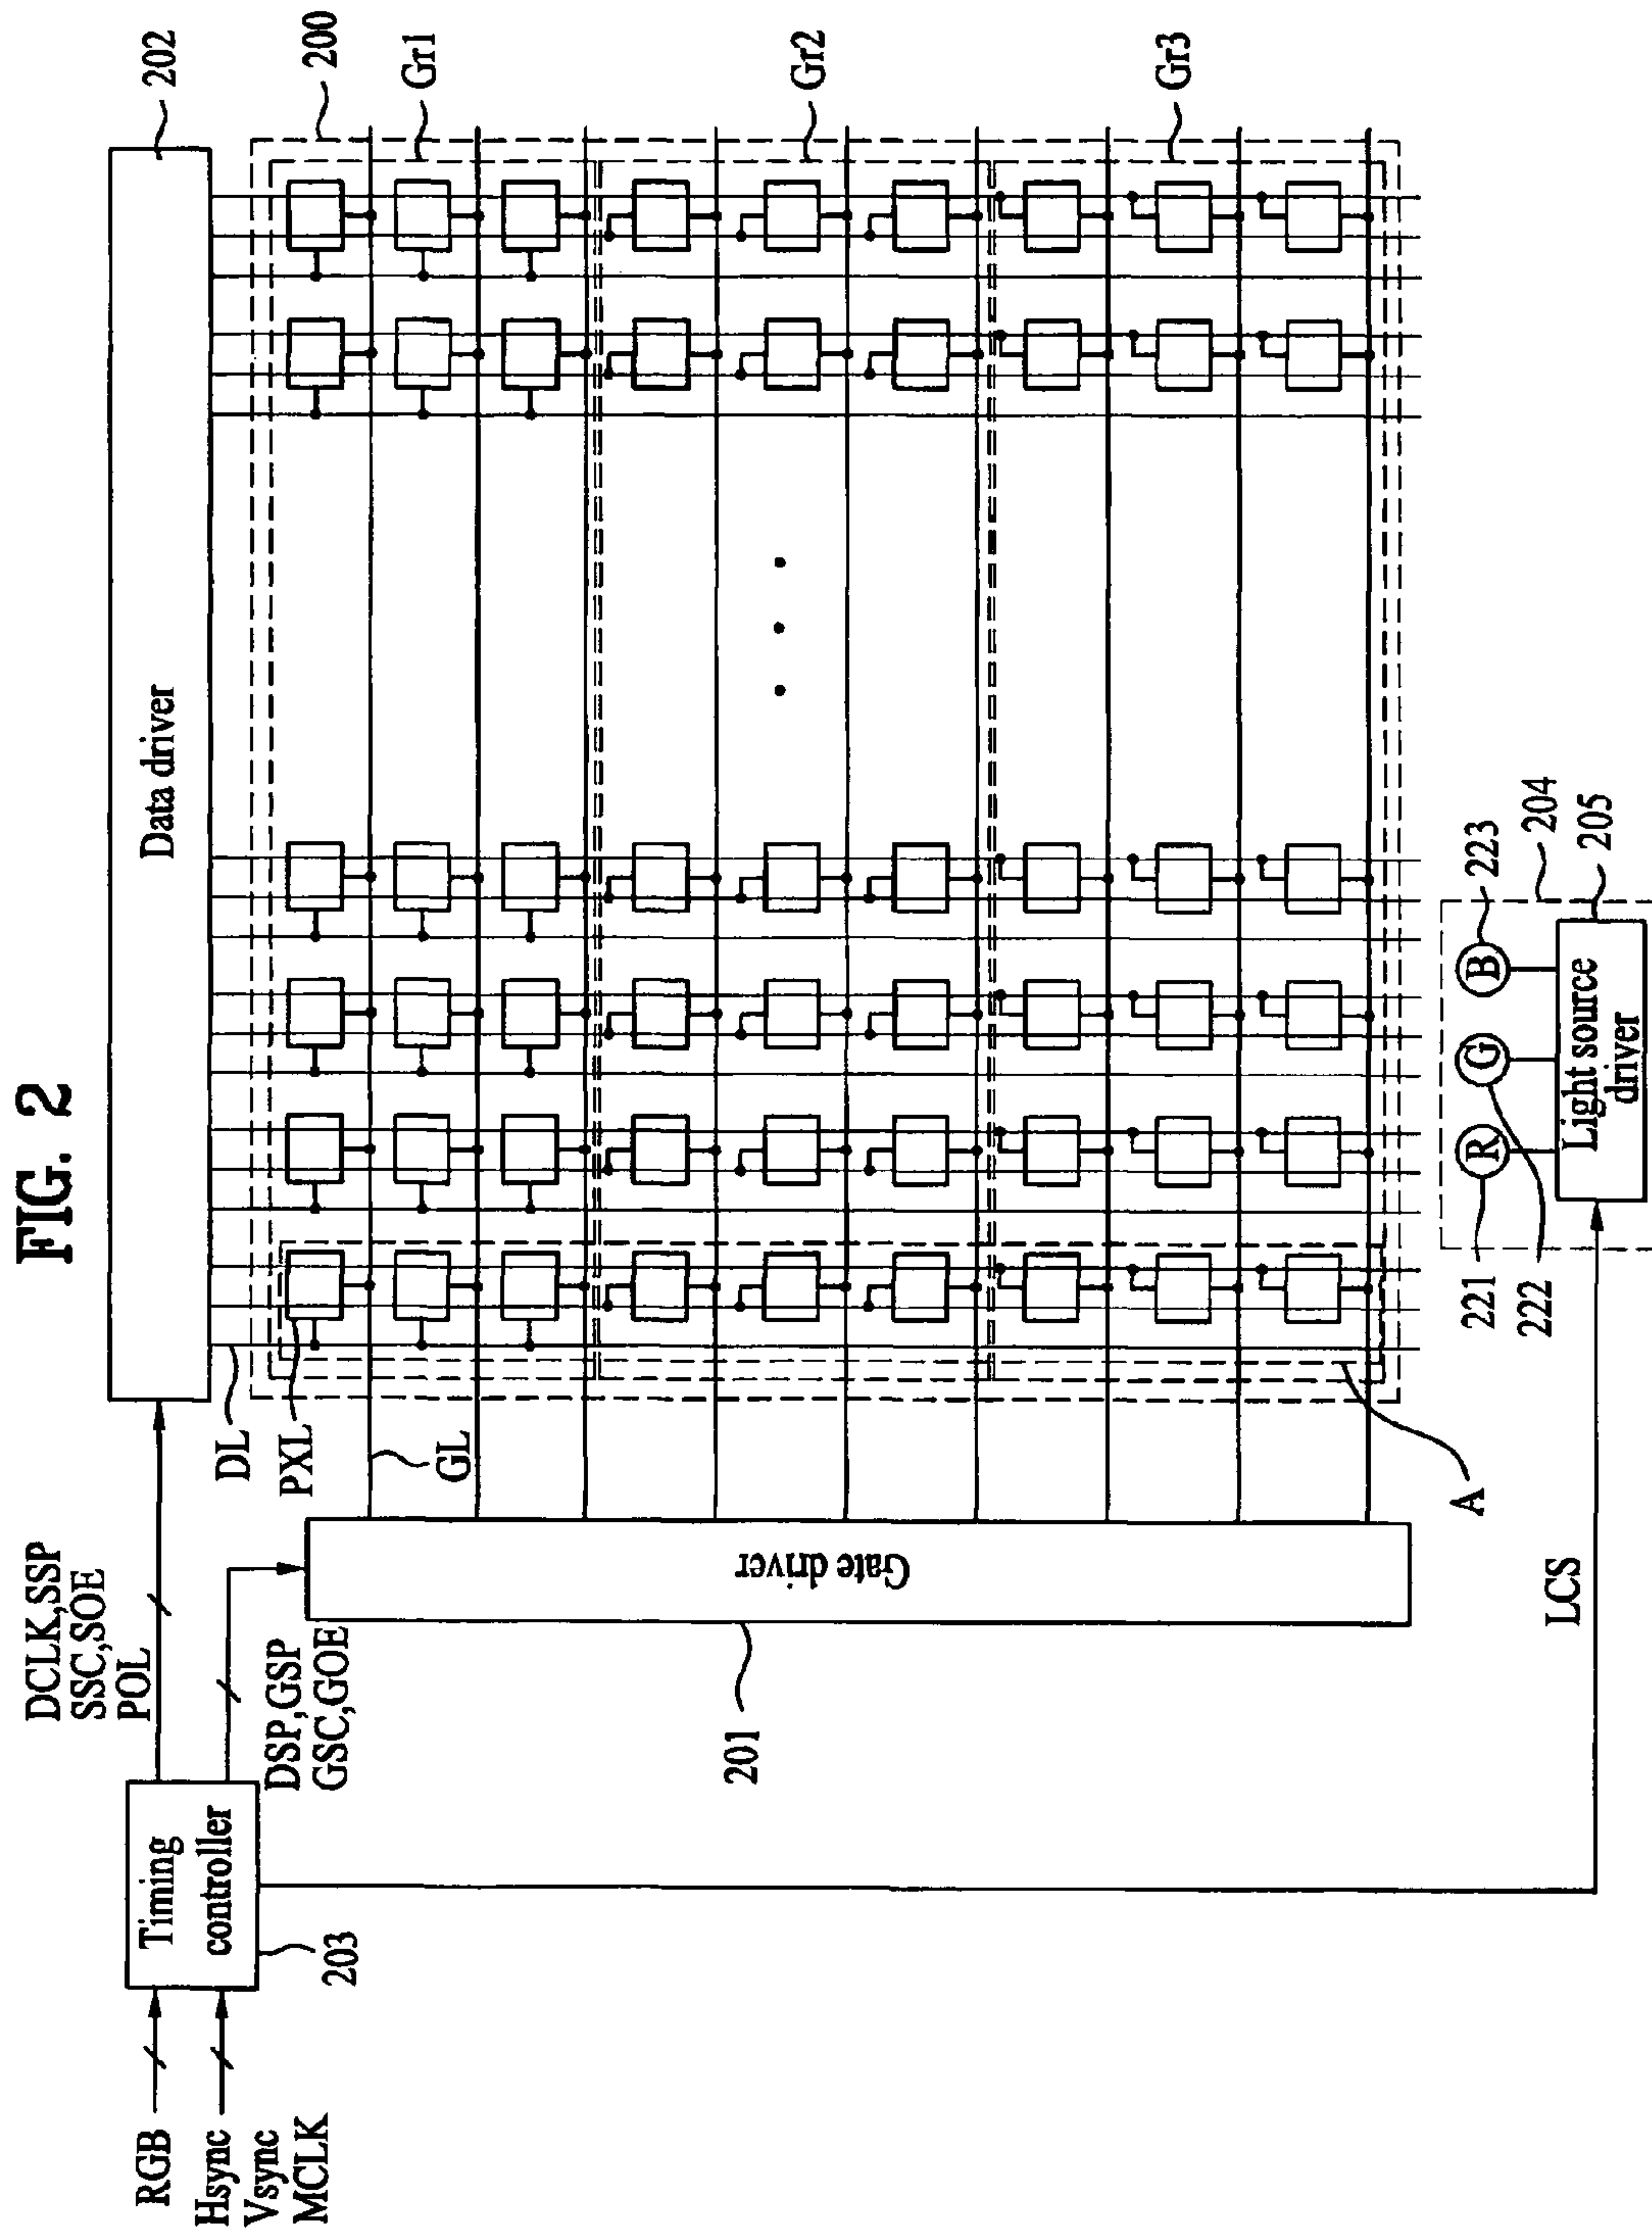 FIG. 2
RGB
Hsync
Vsync
MCLK
Timing
controller
203
DCLK,SSP
SSC,SOE
POL
DSP,GSP
GSC,GOE
Data driver
202
200
DL
PXL
GL
Gr1
Gr2
Gr3
Gate driver
201
A
LCS
R
G
B
221
222
223
204
Light source
driver
205